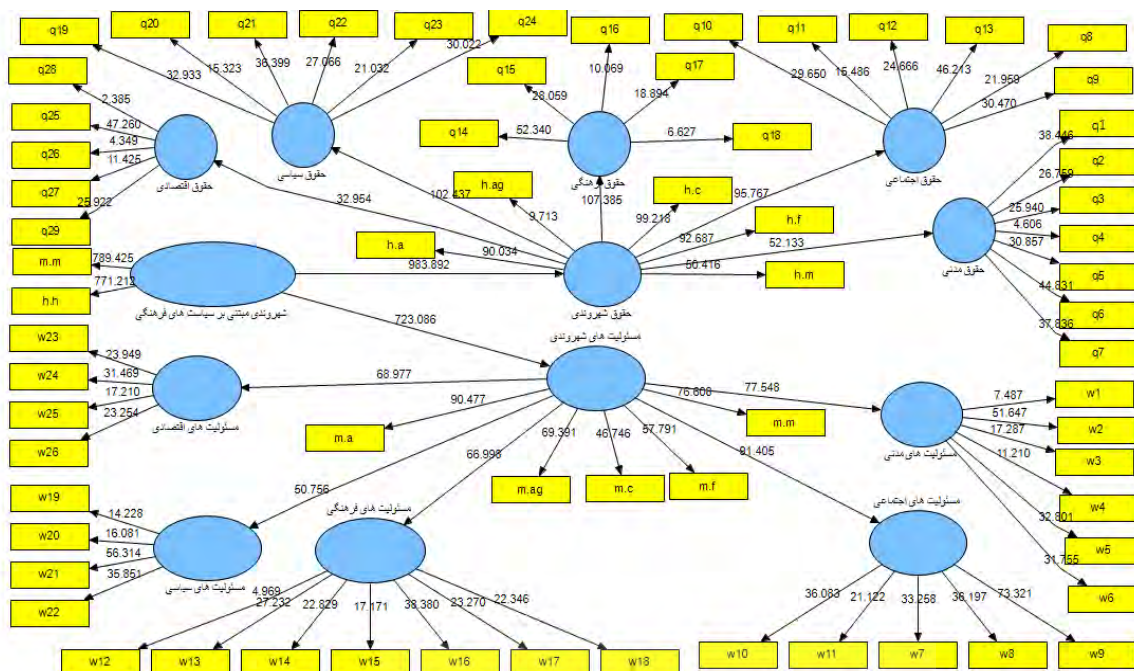 q19
q20
q21
q22
q23
q24
q16
q10
q11
q12
q13
q8
q28
32.933
15.323
36.399
27.066
21.032
30.022
q15
10.069
q17
29.650
15.486
24.666
46.213
21.959
q9
2.385
28.059
18.894
30.470
q25
47.260
q14
52.340
6.627
q18
38.446
q1
q26
4.349
q2
11.425
26.759
q27
حقوق اقتصادی
حقوق سیاسی
h.ag
حقوق فرهنگی
h.c
حقوق اجتماعی
25.940
q3
25.922
32.954
102.437
107.385
95.767
4.606
q4
q29
9.713
99.218
h.f
30.857
m.m
789.425
h.a
90.034
92.687
52.133
q5
h.h
771.212
983.892
50.416
h.m
حقوق مدنی
44.831
q6
شهروندی مبتنی بر سیاست های فرهنگی
حقوق شهروندی
37.836
w23
723.086
مسئولیت های شهروندی
q7
23.949
w24
31.469
68.977
76.608
77.548
7.487
w1
w25
17.210
90.477
51.647
w2
23.254
m.m
17.287
w26
مسئولیت های اقتصادی
m.a
69.391
46.746
57.791
مسئولیت های مدنی
11.210
w3
66.998
91.405
w19
50.756
m.ag
m.c
m.f
w4
14.228
مسئولیت های فرهنگی
مسئولیت های اجتماعی
32.801
w20
16.081
w5
w21
56.314
31.755
35.851
مسئولیت های سیاسی
w6
w22
4.969
27.232
22.829
17.171
38.380
23.270
22.346
36.083
21.122
33.258
36.197
73.321
w12
w13
w14
w15
w16
w17
w18
w10
w11
w7
w8
w9